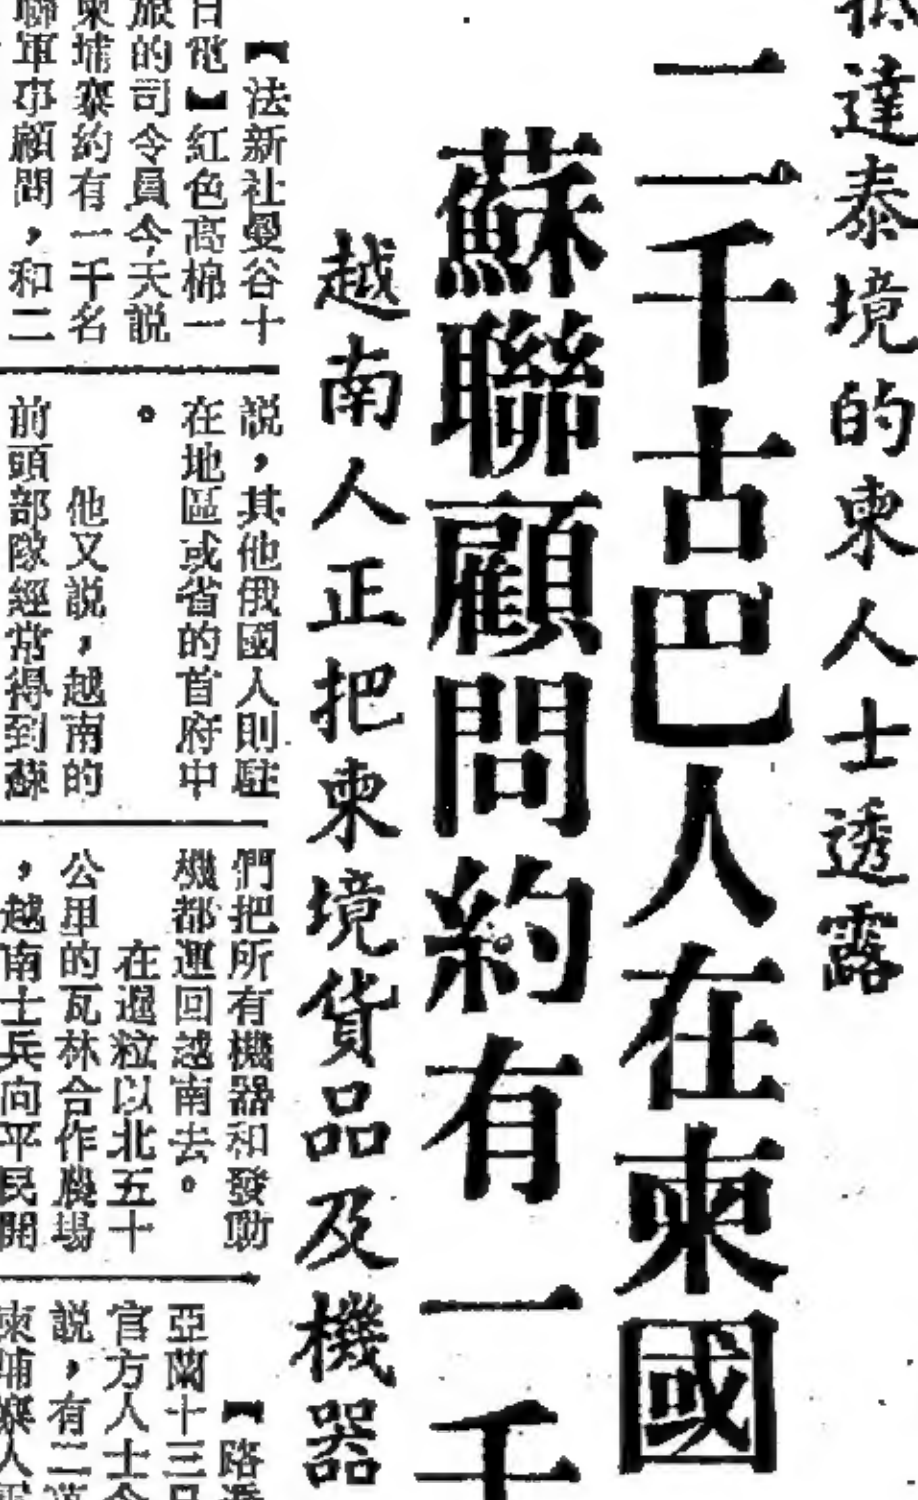 抵達泰境的柬人士透露
二千古巴人在柬國
蘇聯顧問約有一千
越南人正把柬境貨品及機器
【法新社曼谷十
日電】紅色高棉一
旅的司令員今天説
柬埔寨約有一千名
聯軍事顧問，和二
説，其他俄國人則駐
在地區或省的首府中
。
他又説，越南的
前頭部隊經常得到蘇
們把所有機器和發動
機都運回越南去。
在暹粒以北五十
公里的瓦林合作農場
，越南士兵向平民開
【路透
亞蘭十三日
官方人士今
説，有二
柬埔寨人